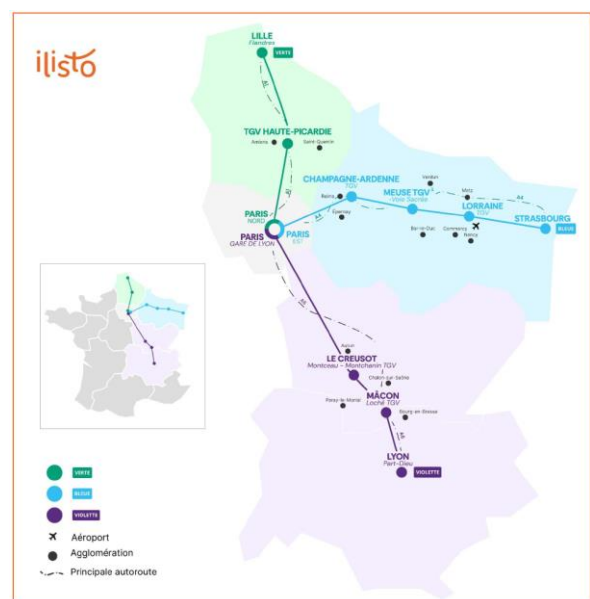 ilisto
LILLE
Flandres
VERTE
A1
TGV HAUTE-PICARDIE
Amiens
Saint-Quentin
A1
CHAMPAGNE-ARDENNE
TGV
Verdun
MEUSE TGV
Voie Sacrée
Metz
A4
Reims
LORRAINE
TGV
PARIS
NORD
Epernay
A4
STRASBOURG
BLEUE
PARIS
GARE DE LYON
PARIS
EST
Bar-le-Duc
Commercy
Nancy
A6
Autun
LE CREUSOT
Montceau - Montchanin TGV
Chalon-sur-Saône
MÂCON
Loché TGV
Paray-le-Monial
Bourg-en-Bresse
A6
LYON
Part-Dieu
VIOLETTE
VERTE
BLEUE
VIOLETTE
Aéroport
Agglomération
Principale autoroute